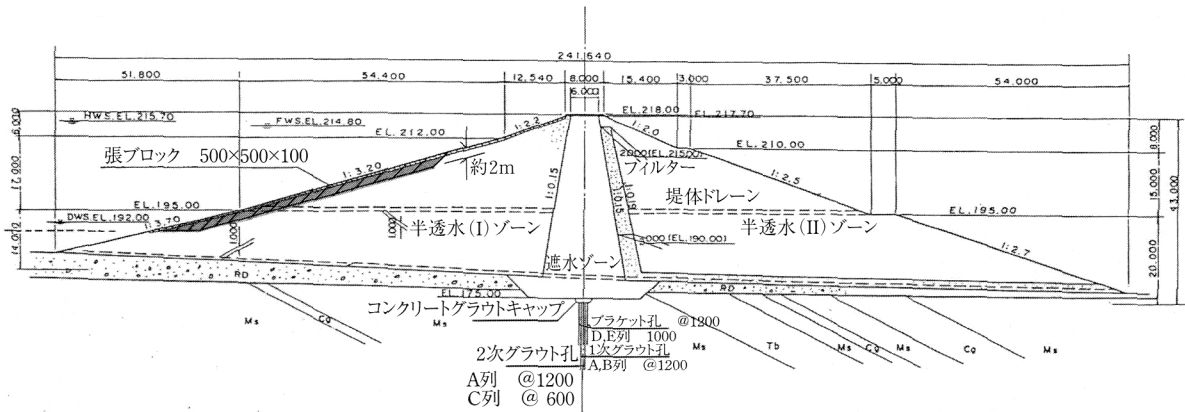 241.640
51.800
54.400
12.540
8.000
15.400
3.000
37.500
5.000
54.000
6.000
HWS.EL.215.70
FWS.EL.214.80
EL.212.00
1:2.2
EL.218.00
EL.217.70
1:2.0
6.000
8.000
張ブロック 500×500×100
約2m
1:3.20
2.000(EL.215.00)
フィルター
EL.210.00
17.000
1:0.15
1:0.15
1:0.19
堤体ドレーン
1:2.5
15.000
43.000
EL.195.00
EL.195.00
DWS.EL.192.00
1:3.70
1.000
1.000
半透水(I)ゾーン
半透水(II)ゾーン
4.000(EL.190.00)
14.000
1:2.7
20.000
遮水ゾーン
RD
RD
EL.175.00
コンクリートグラウトキャップ
Ms
Cg
Ms
ブラケット孔 @1200
D,E列 1000
Ms
Tb
Ms
Cg
Ms
Cg
Ms
2次グラウト孔
1次グラウト孔
A,B列 @1200
A列 @1200
C列 @600